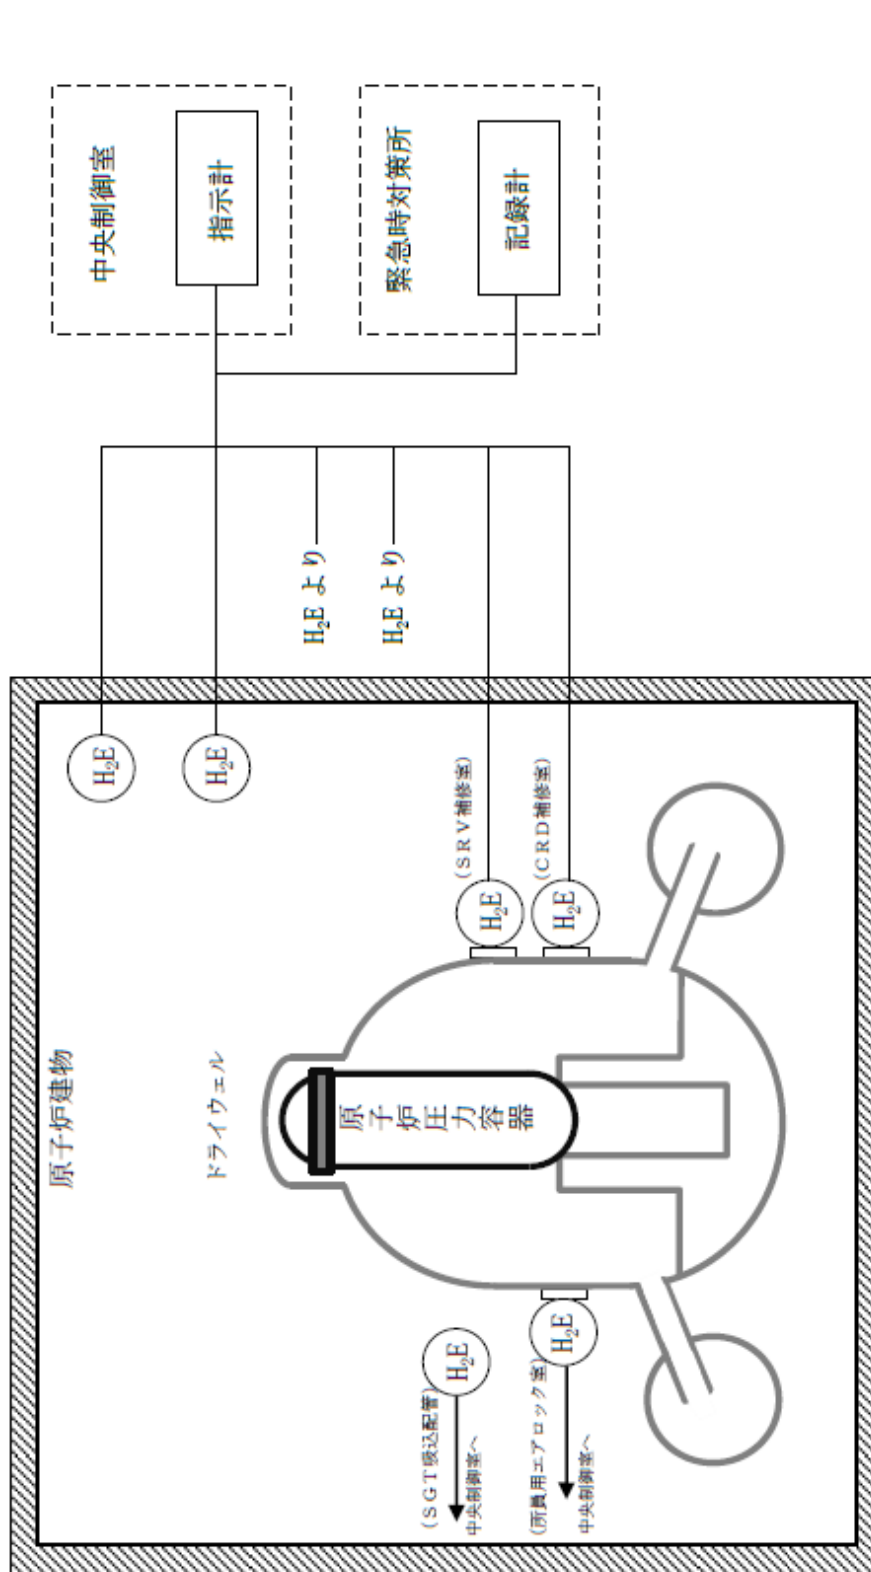 原子炉建物
ドライウェル
原子炉圧力容器
(SGT吸込配管)
H₂E
中央制御室へ
(所員用エアロック室)
H₂E
中央制御室へ
H₂E
H₂E
(SRV補修室)
H₂E
(CRD補修室)
H₂E
H₂Eより
H₂Eより
中央制御室
指示計
緊急時対策所
記録計